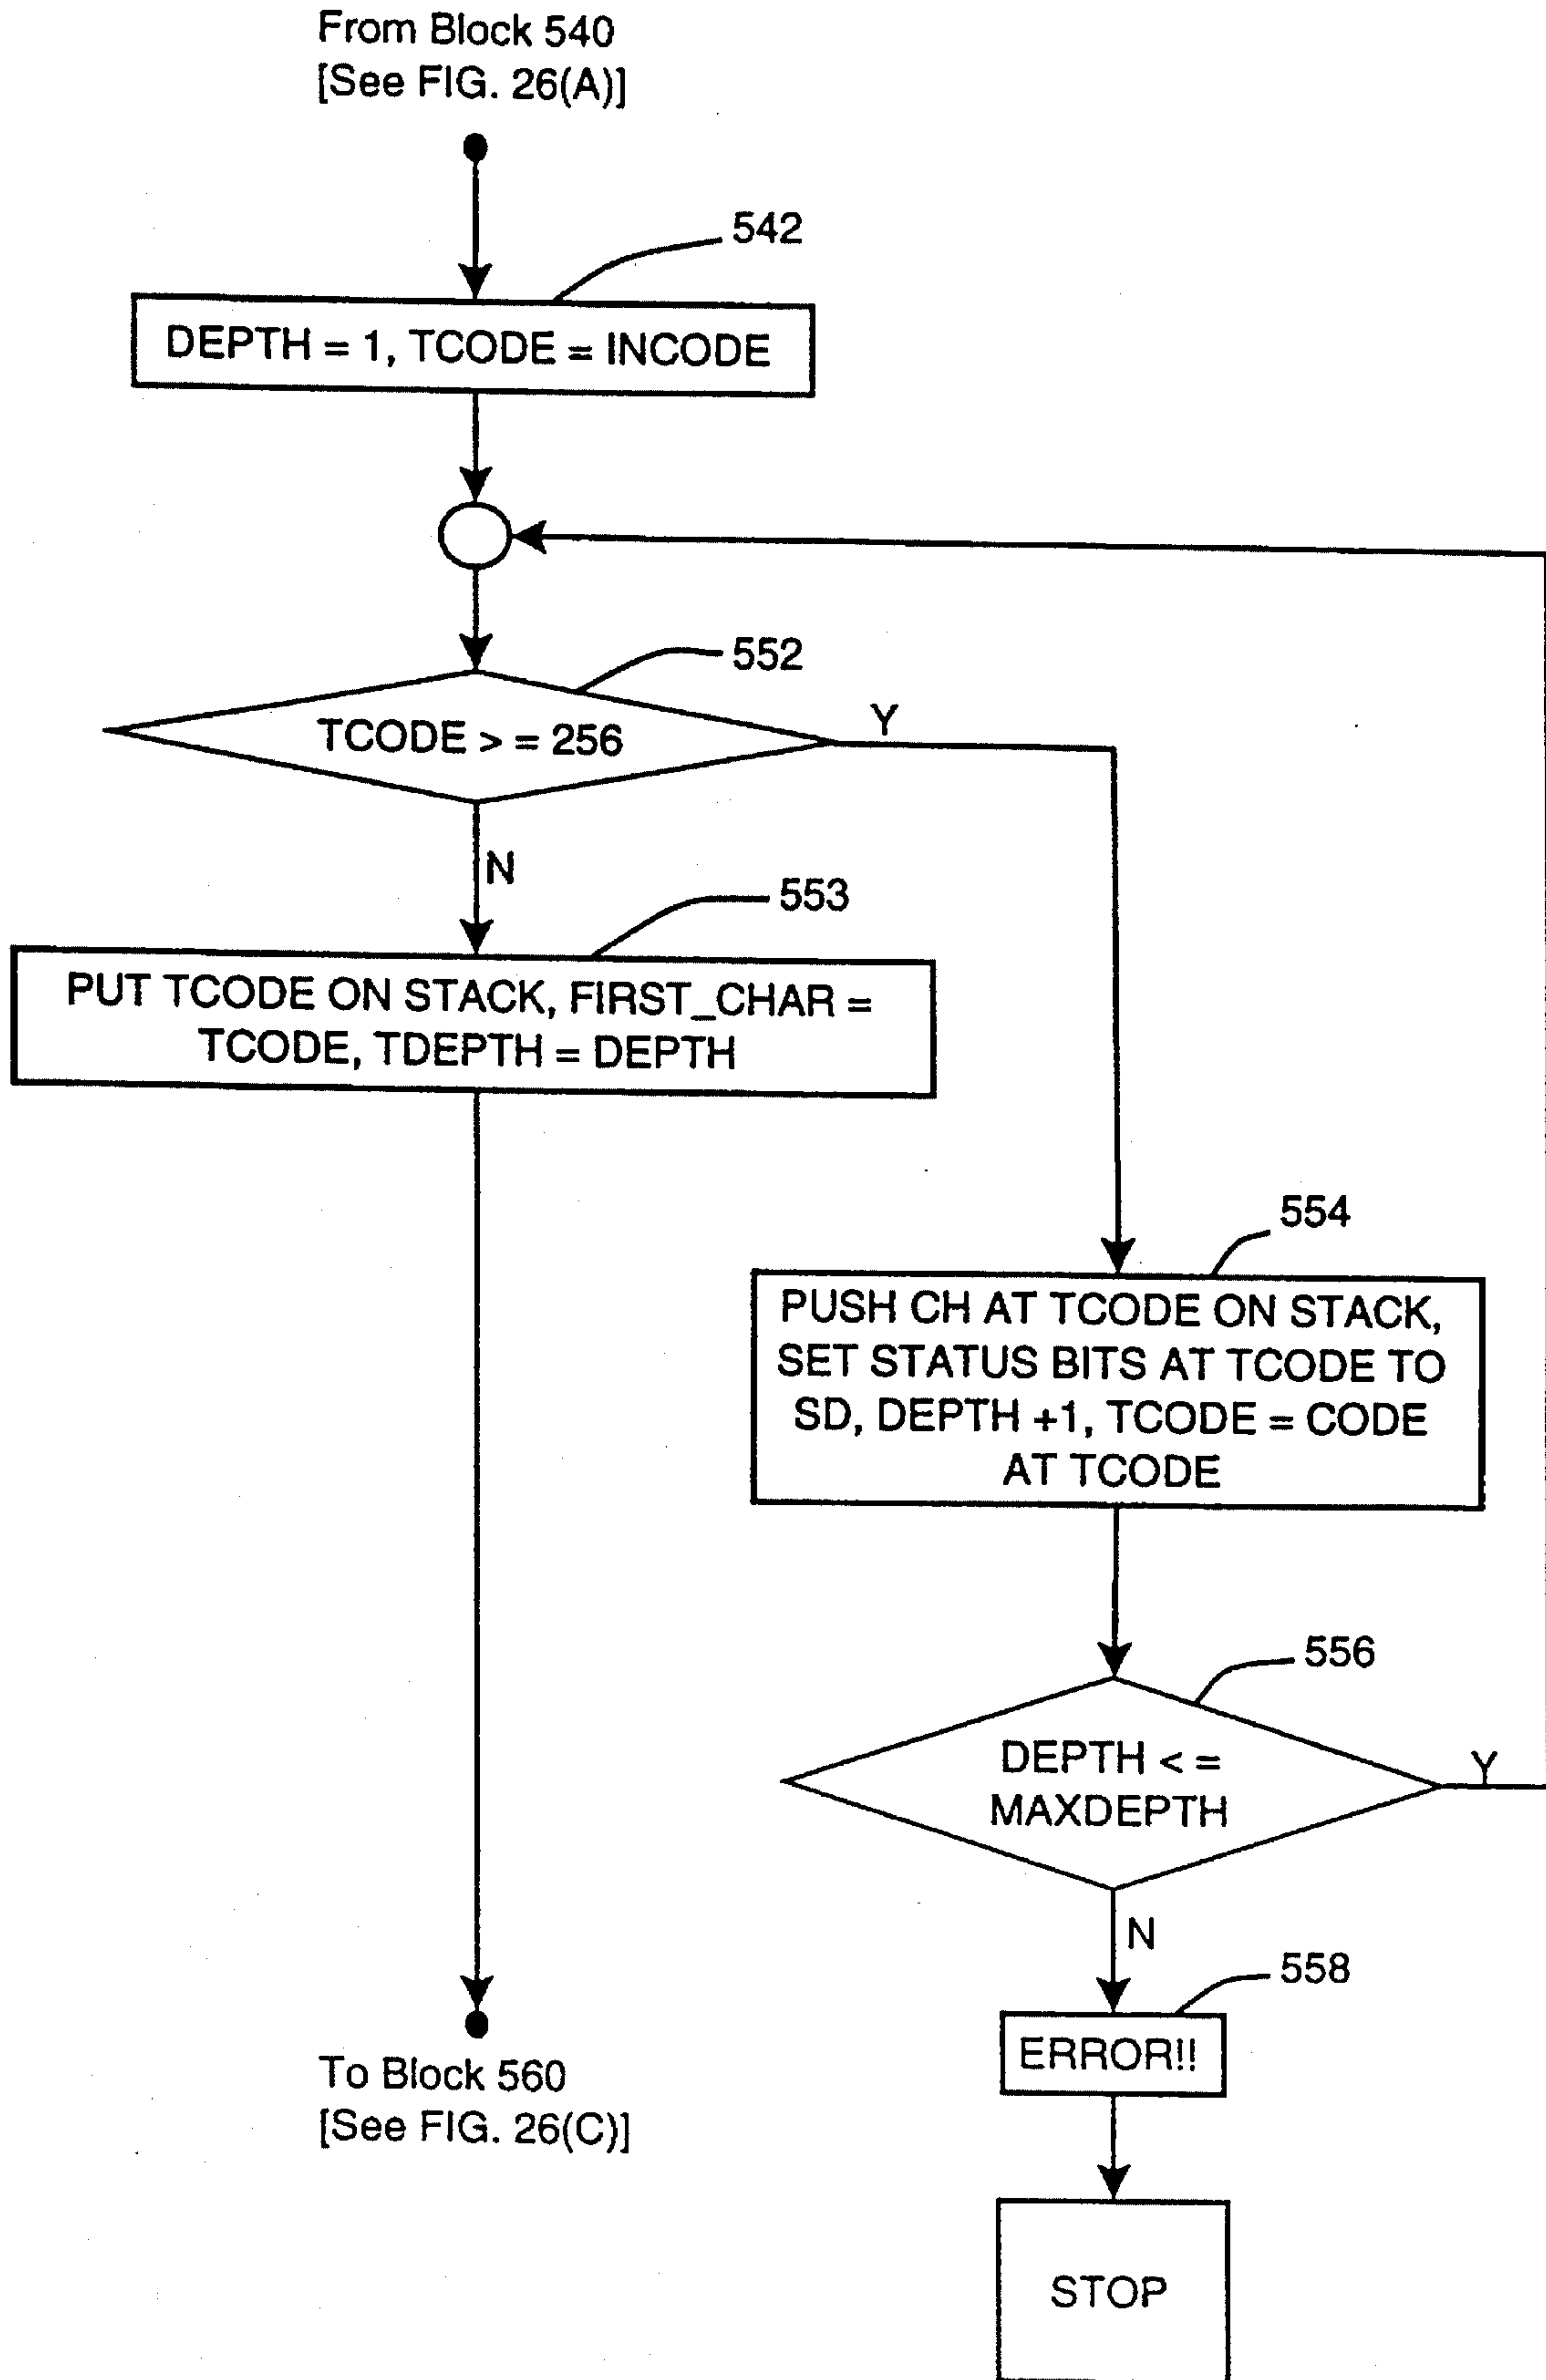 From Block 540
[See FIG. 26(A)]
542
DEPTH = 1, TCODE = INCODE
552
TCODE > = 256
Y
N
553
PUT TCODE ON STACK, FIRST_CHAR =
TCODE, TDEPTH = DEPTH
554
PUSH CH AT TCODE ON STACK,
SET STATUS BITS AT TCODE TO
SD, DEPTH +1, TCODE = CODE
AT TCODE
556
DEPTH < =
MAXDEPTH
Y
N
558
ERROR!!
To Block 560
[See FIG. 26(C)]
STOP